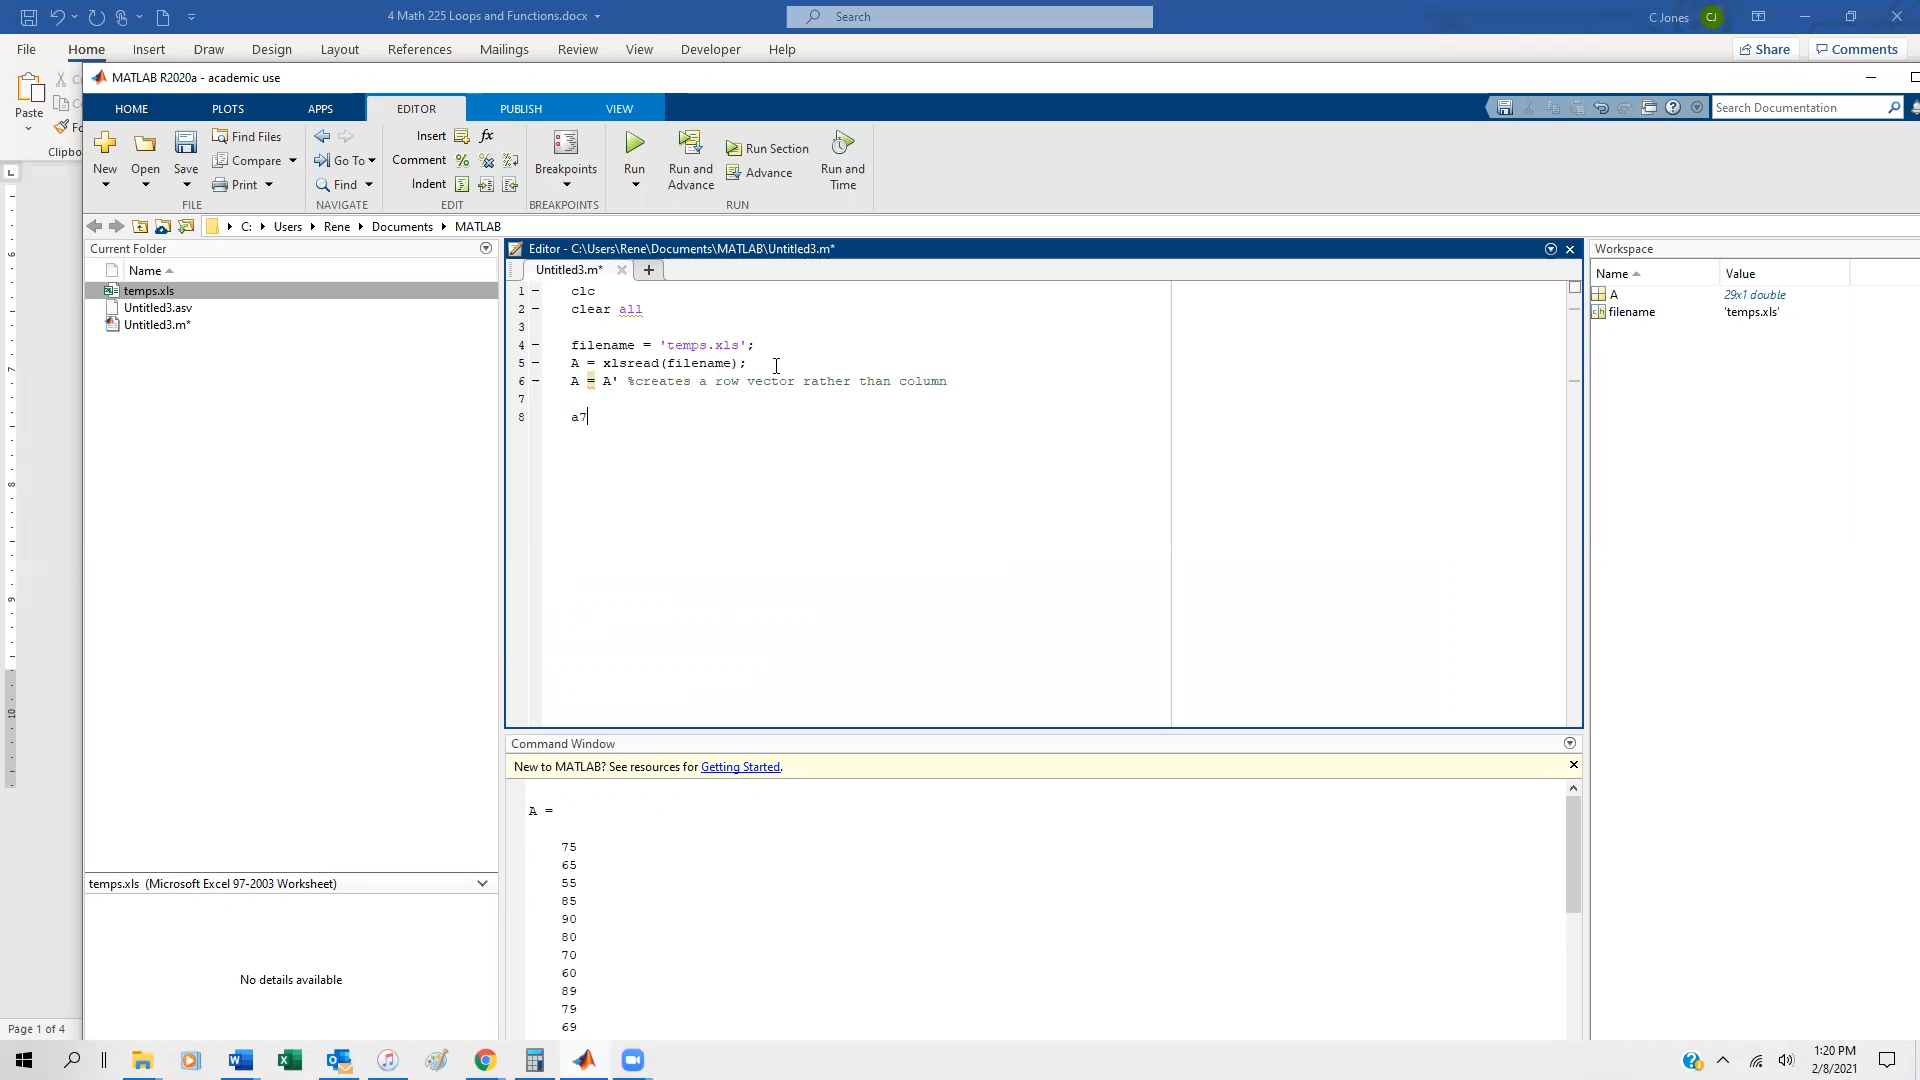 4 Math 225 Loops and Functions.docx
Search
C Jones
CJ
File Home Insert Draw Design Layout References Mailings Review View Developer Help
Share Comments
MATLAB R2020a - academic use
HOME PLOTS APPS EDITOR PUBLISH VIEW
Search Documentation
Paste
Clipbo
New Open Save
Find Files
Compare
Print
Go To
Find
Insert fx
Comment
Indent
Breakpoints
Run
Run and Advance
Run Section
Advance
Run and Time
FILE NAVIGATE EDIT BREAKPOINTS RUN
C: Users Rene Documents MATLAB
Current Folder
Name
temps.xls
Untitled3.asv
Untitled3.m*
temps.xls (Microsoft Excel 97-2003 Worksheet)
No details available
Editor - C:\Users\Rene\Documents\MATLAB\Untitled3.m*
Untitled3.m*
1 clc
2 clear all
3
4 filename = 'temps.xls';
5 A = xlsread(filename);
6 A = A' %creates a row vector rather than column
7
8 a7
Command Window
New to MATLAB? See resources for Getting Started.
A =
75
65
55
85
90
80
70
60
89
79
69
Workspace
Name Value
A 29x1 double
filename 'temps.xls'
Page 1 of 4
1:20 PM
2/8/2021